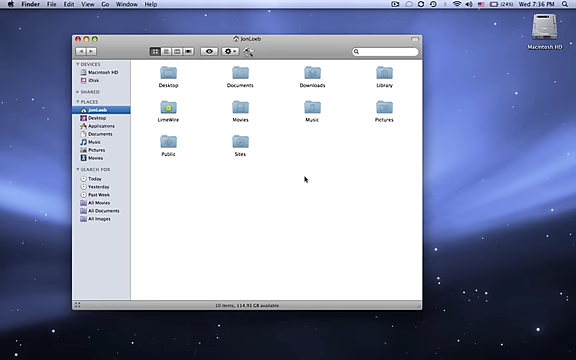 Finder File Edit View Go Window Help
(24%) Wed 7:36 PM
JonLoeb
DEVICES
Macintosh HD
iDisk
SHARED
PLACES
JonLoeb
Desktop
Applications
Documents
Music
Pictures
Movies
SEARCH FOR
Today
Yesterday
Past Week
All Movies
All Documents
All Images
Desktop Documents Downloads Library
LimeWire Movies Music Pictures
Public Sites
10 items, 114.93 GB available
Macintosh HD